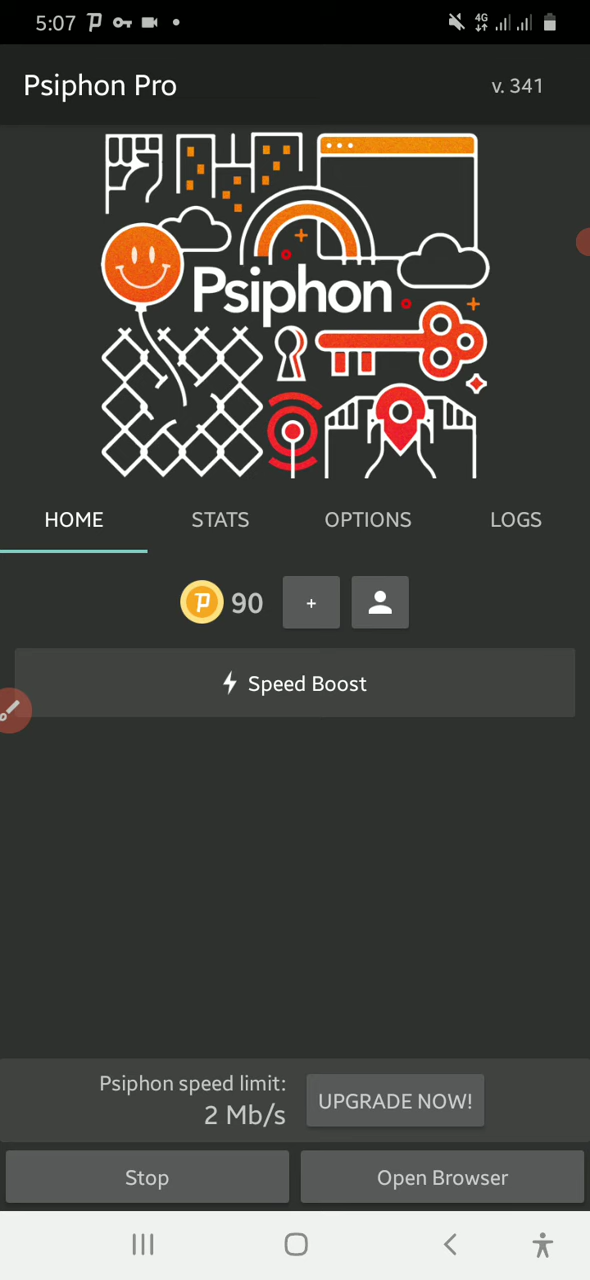 5:07
4G
Psiphon Pro
v. 341
Psiphon
HOME
STATS
OPTIONS
LOGS
P 90
+
Speed Boost
Psiphon speed limit:
2 Mb/s
UPGRADE NOW!
Stop
Open Browser